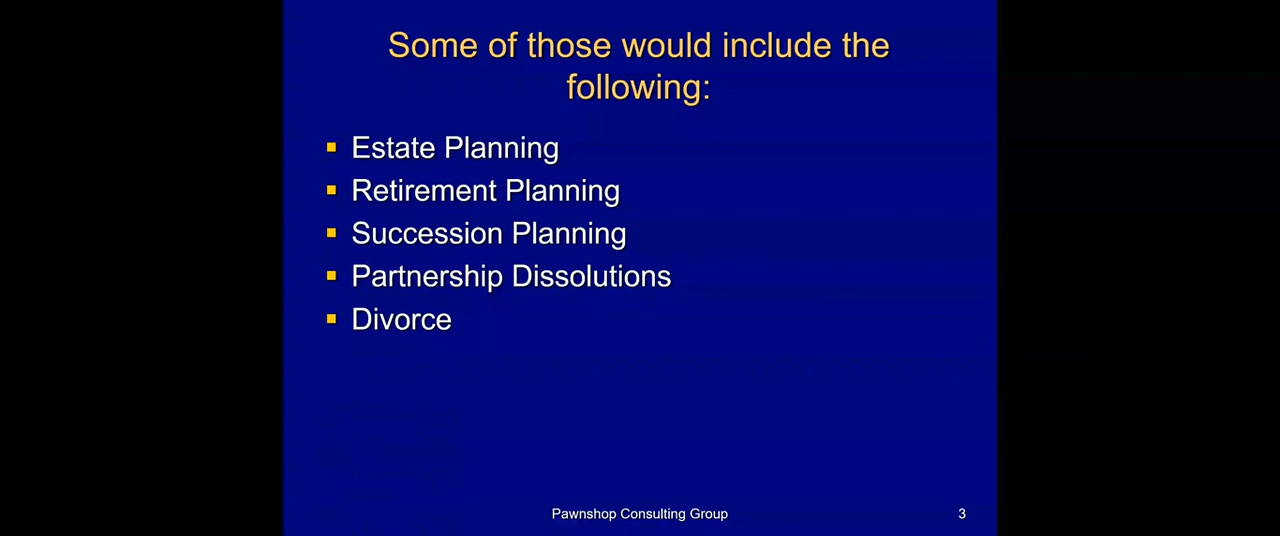 Some of those would include the
following:
Estate Planning
Retirement Planning
Succession Planning
Partnership Dissolutions
Divorce
Pawnshop Consulting Group
3